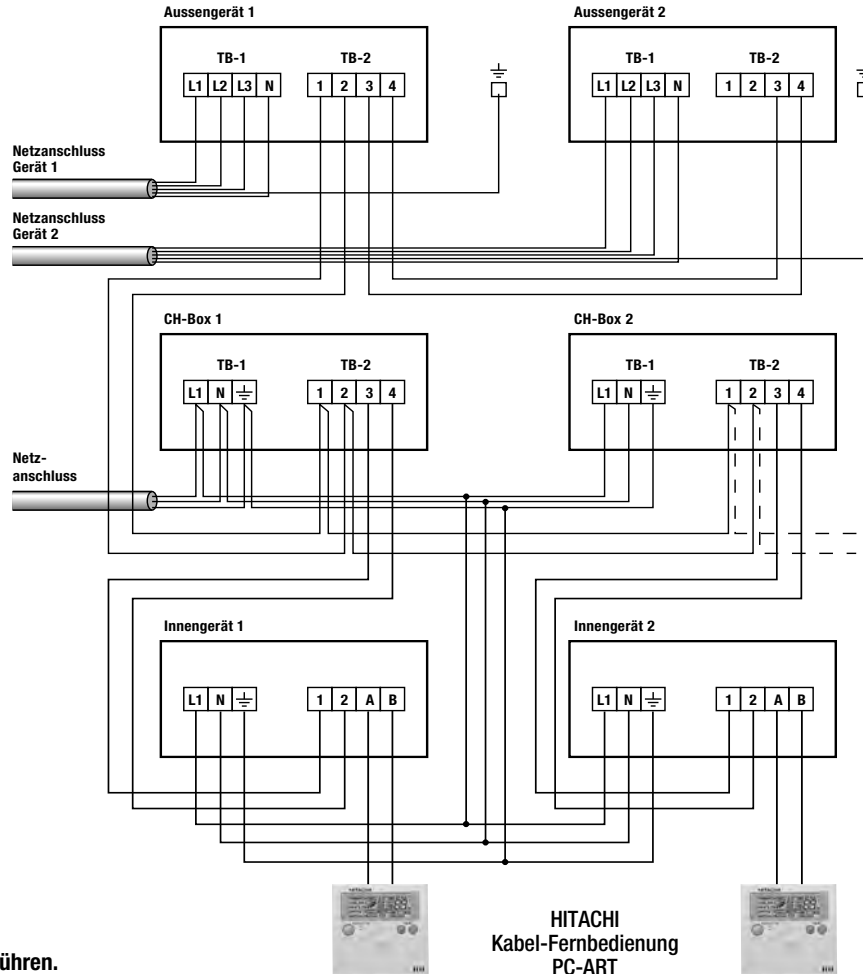 Aussengerät 1
Aussengerät 2
TB-1
TB-2
TB-1
TB-2
L1 L2 L3 N
1 2 3 4
L1 L2 L3 N
1 2 3 4
Netzanschluss
Gerät 1
Netzanschluss
Gerät 2
CH-Box 1
CH-Box 2
TB-1
TB-2
TB-1
TB-2
L1 N
1 2 3 4
L1 N
1 2 3 4
Netz-
anschluss
Innengerät 1
Innengerät 2
L1 N
1 2 A B
L1 N
1 2 A B
HITACHI
HITACHI
HITACHI
Kabel-Fernbedienung
PC-ART
ühren.